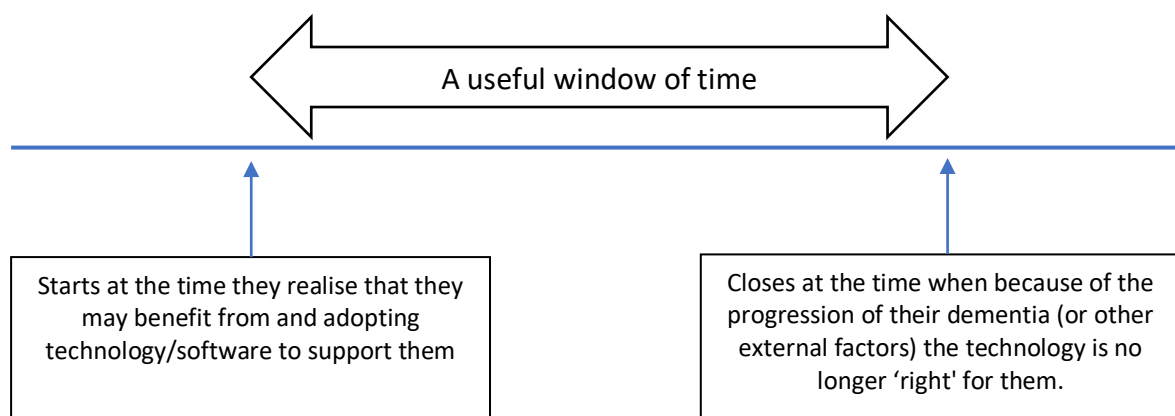 A useful window of time
Starts at the time they realise that they
may benefit from and adopting
technology/software to support them
Closes at the time when because of the
progression of their dementia (or other
external factors) the technology is no
longer ‘right' for them.